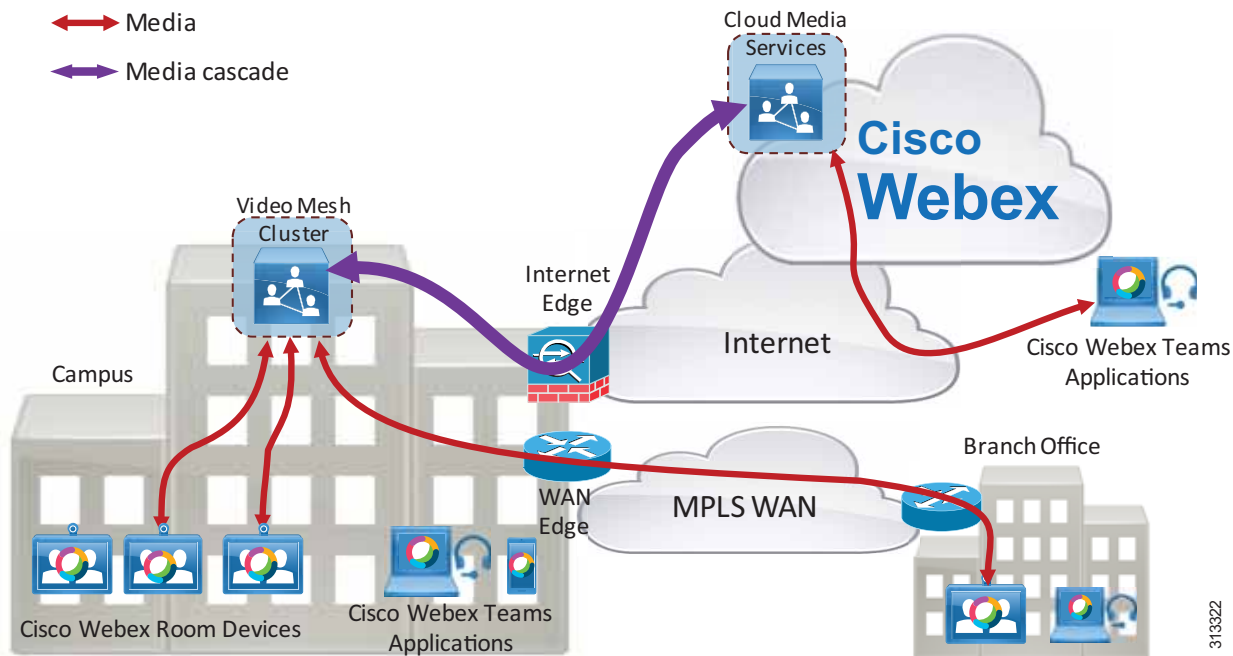 Media
Media cascade
Cloud Media
Services
Cisco
Webex
Video Mesh
Cluster
Internet
Edge
Internet
Cisco Webex Teams
Applications
Campus
Branch Office
WAN
Edge
MPLS WAN
Cisco Webex Room Devices
Cisco Webex Teams
Applications
313322